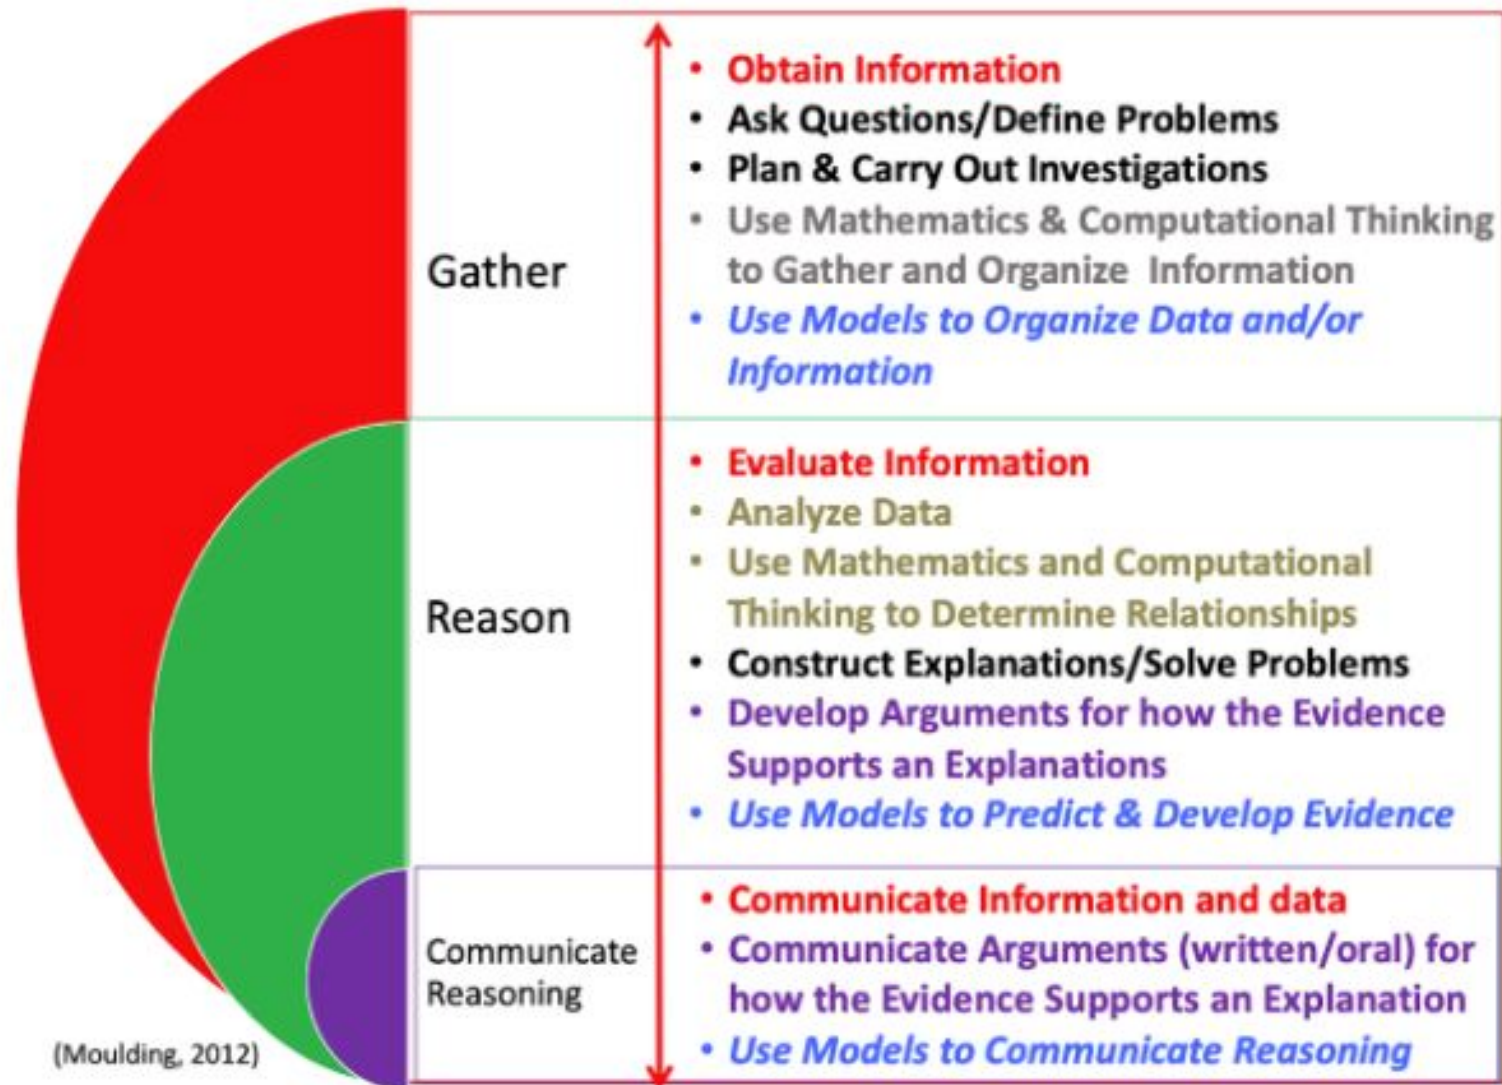 Gather
• Obtain Information
• Ask Questions/Define Problems
• Plan & Carry Out Investigations
• Use Mathematics & Computational Thinking
to Gather and Organize Information
• Use Models to Organize Data and/or
Information
Reason
• Evaluate Information
• Analyze Data
• Use Mathematics and Computational
Thinking to Determine Relationships
• Construct Explanations/Solve Problems
• Develop Arguments for how the Evidence
Supports an Explanations
• Use Models to Predict & Develop Evidence
Communicate
Reasoning
• Communicate Information and data
• Communicate Arguments (written/oral) for
how the Evidence Supports an Explanation
• Use Models to Communicate Reasoning
(Moulding, 2012)